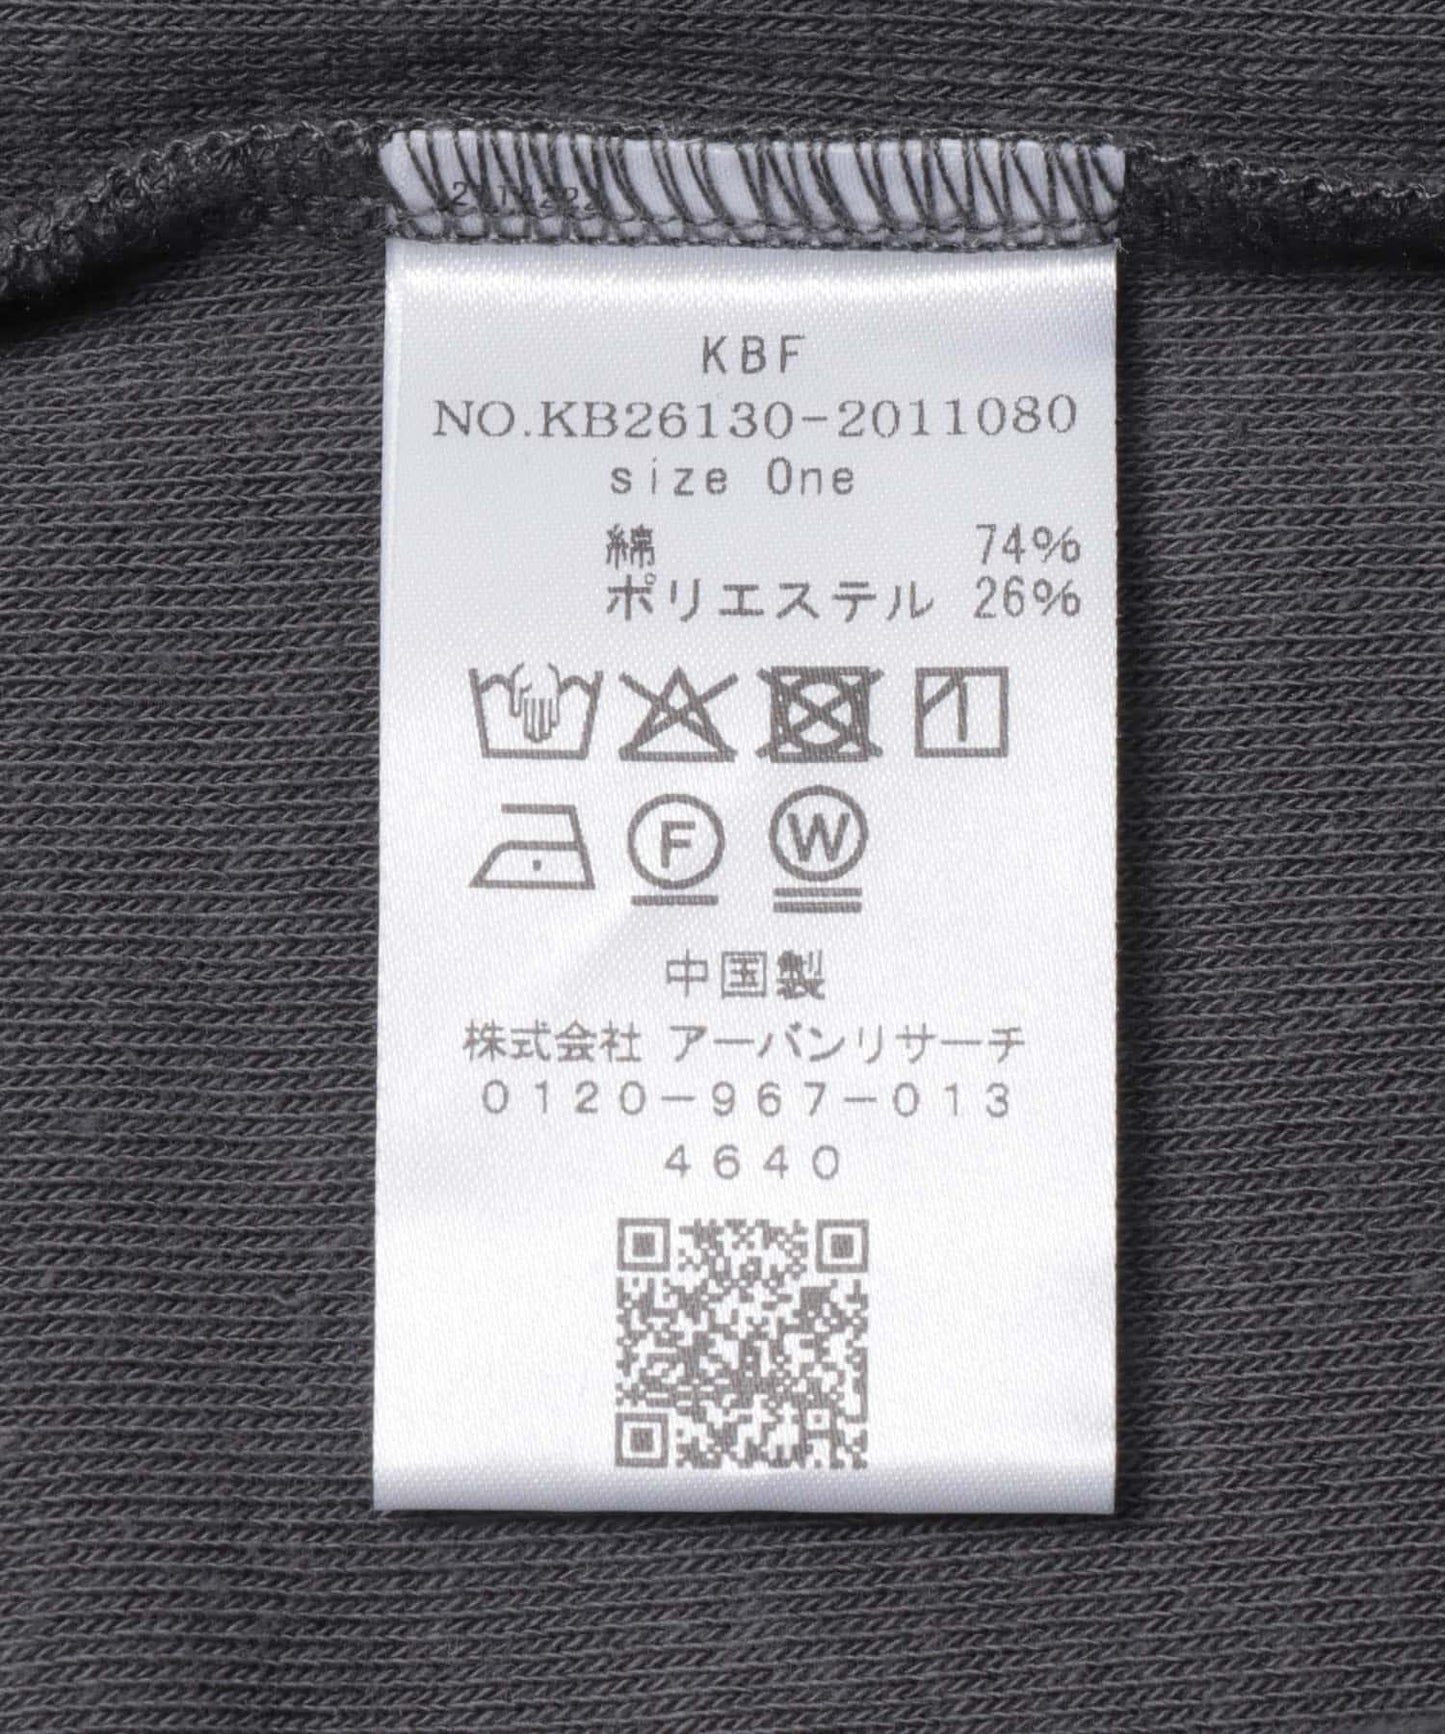 KBF
NO.KB26130-2011080
size One
綿 74%
ポリエステル 26%
F W
中国製
株式会社 アーバンリサーチ
0120-967-013
4640